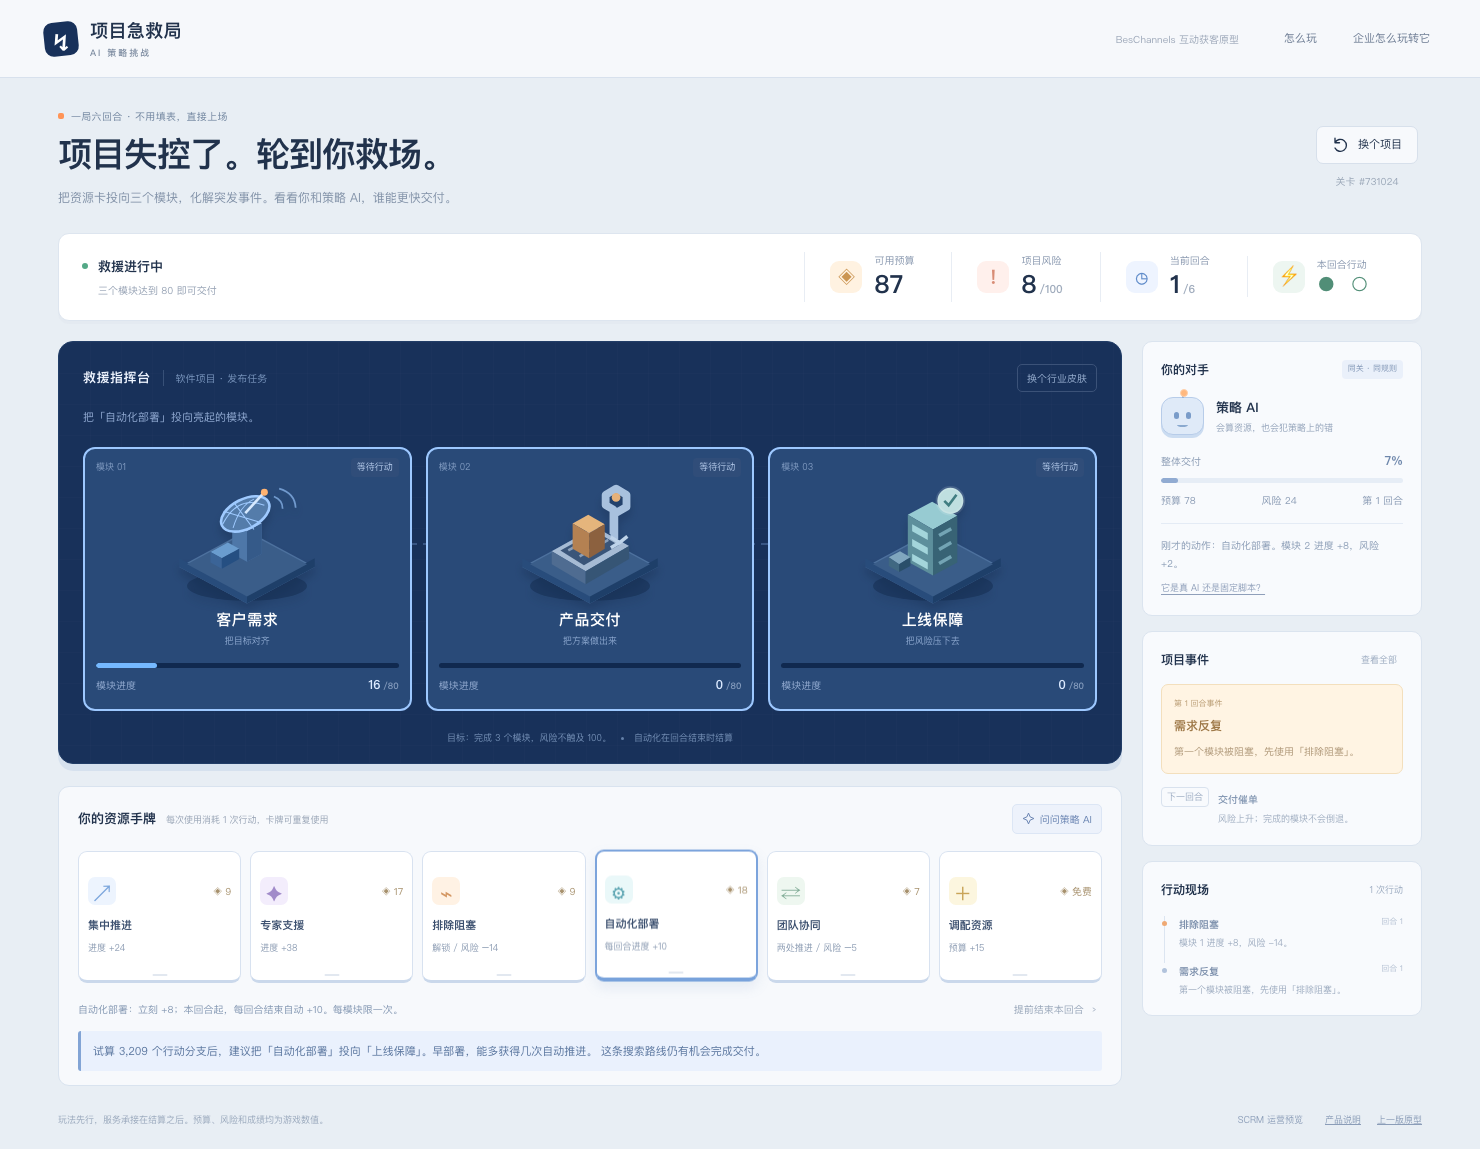 项目急救局
AI 策略挑战
BesChannels 互动获客原型
怎么玩
企业怎么玩转它
一局六回合 · 不用填表，直接上场
项目失控了。轮到你救场。
把资源卡投向三个模块，化解突发事件。看看你和策略 AI，谁能更快交付。
换个项目
关卡 #731024
救援进行中
三个模块达到 80 即可交付
可用预算
87
项目风险
8 /100
当前回合
1 /6
本回合行动
救援指挥台
软件项目 · 发布任务
换个行业皮肤
把「自动化部署」投向亮起的模块。
模块 01
等待行动
客户需求
把目标对齐
模块进度
16 /80
模块 02
等待行动
产品交付
把方案做出来
模块进度
0 /80
模块 03
等待行动
上线保障
把风险压下去
模块进度
0 /80
目标：完成 3 个模块，风险不触及 100。 • 自动化在回合结束时结算
你的对手
同关 · 同规则
策略 AI
会算资源，也会犯策略上的错
整体交付
7%
预算 78
风险 24
第 1 回合
刚才的动作：自动化部署。模块 2 进度 +8，风险
+2。
它是真 AI 还是固定脚本？
项目事件
查看全部
第 1 回合事件
需求反复
第一个模块被阻塞，先使用「排除阻塞」。
下一回合
交付催单
风险上升；完成的模块不会倒退。
行动现场
1 次行动
排除阻塞
回合 1
模块 1 进度 +8，风险 −14。
需求反复
回合 1
第一个模块被阻塞，先使用「排除阻塞」。
你的资源手牌
每次使用消耗 1 次行动，卡牌可重复使用
问问策略 AI
◈ 9
集中推进
进度 +24
◈ 17
专家支援
进度 +38
◈ 9
排除阻塞
解锁 / 风险 −14
◈ 18
自动化部署
每回合进度 +10
◈ 7
团队协同
两处推进 / 风险 −5
◈ 免费
调配资源
预算 +15
自动化部署：立刻 +8；本回合起，每回合结束自动 +10。每模块限一次。
提前结束本回合 ›
试算 3,209 个行动分支后，建议把「自动化部署」投向「上线保障」。早部署，能多获得几次自动推进。 这条搜索路线仍有机会完成交付。
玩法先行，服务承接在结算之后。预算、风险和成绩均为游戏数值。
SCRM 运营预览
产品说明
上一版原型